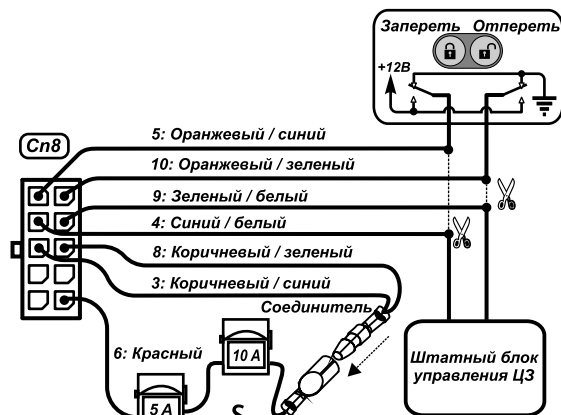 Запереть Отпереть
+12В
Сп8
5: Оранжевый / синий
10: Оранжевый / зеленый
9: Зеленый / белый
4: Синий / белый
8: Коричневый / зеленый
3: Коричневый / синий
Соединитель
6: Красный
10 А
5 А
S
Штатный блок
управления ЦЗ